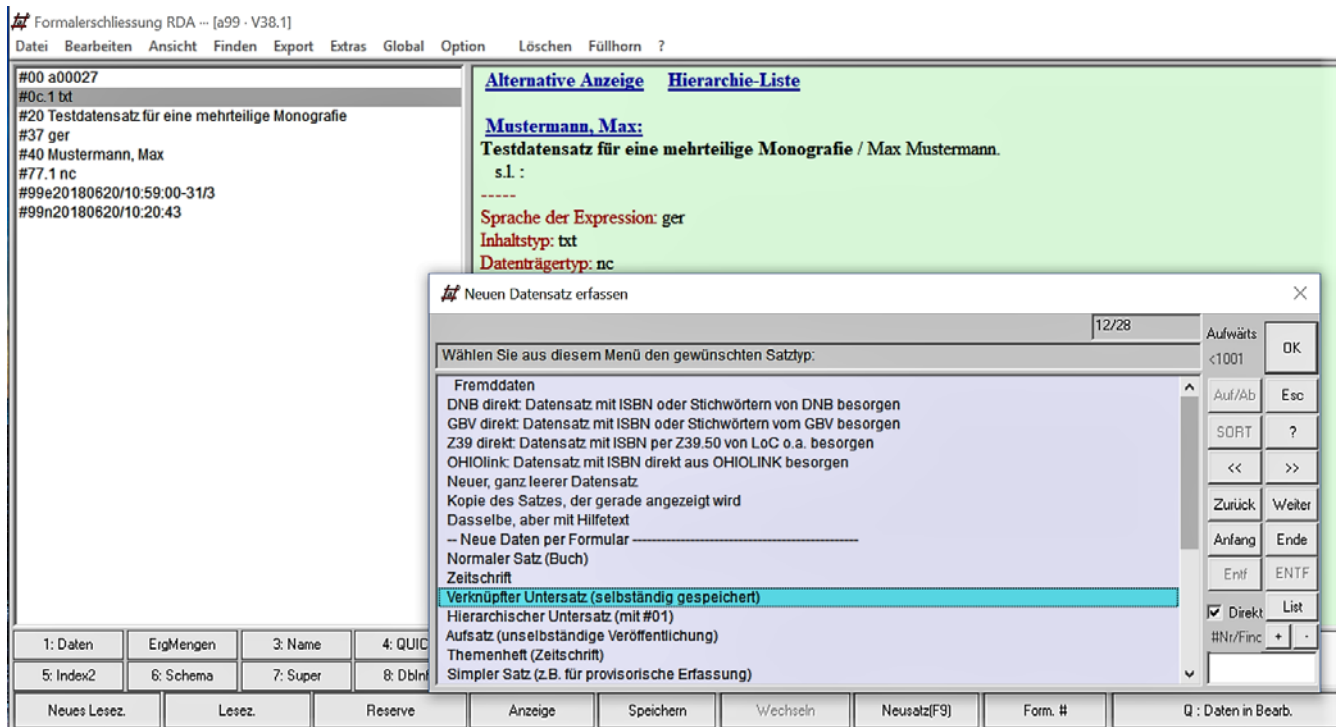 Formalerschliessung RDA --- [a99 - V38.1]
Datei Bearbeiten Ansicht Finden Export Extras Global Option Löschen Füllhorn ?
#00 a00027
#0c.1 txt
#20 Testdatensatz für eine mehrteilige Monografie
#37 ger
#40 Mustermann, Max
#77.1 nc
#99e20180620/10:59:00-31/3
#99n20180620/10:20:43
Alternative Anzeige Hierarchie-Liste
Mustermann, Max:
Testdatensatz für eine mehrteilige Monografie / Max Mustermann.
s.l. :
-----
Sprache der Expression: ger
Inhaltstyp: txt
Datenträgertyp: nc
Neuen Datensatz erfassen
12/28
Wählen Sie aus diesem Menü den gewünschten Satztyp:
Fremddaten
DNB direkt: Datensatz mit ISBN oder Stichwörtern von DNB besorgen
GBV direkt: Datensatz mit ISBN oder Stichwörtern vom GBV besorgen
Z39 direkt: Datensatz mit ISBN per Z39.50 von LoC o.a. besorgen
OHIOlink: Datensatz mit ISBN direkt aus OHIOLINK besorgen
Neuer, ganz leerer Datensatz
Kopie des Satzes, der gerade angezeigt wird
Dasselbe, aber mit Hilfetext
-- Neue Daten per Formular -----------------------------------------------
Normaler Satz (Buch)
Zeitschrift
Verknüpfter Untersatz (selbständig gespeichert)
Hierarchischer Untersatz (mit #01)
Aufsatz (unselbständige Veröffentlichung)
Themenheft (Zeitschrift)
Simpler Satz (z.B. für provisorische Erfassung)
Aufwärts
<1001
OK
Auf/Ab Esc
SORT ?
<< >>
Zurück Weiter
Anfang Ende
Entf ENTF
Direkt List
#Nr/Finc + -
1: Daten ErgMengen 3: Name 4: QUIC
5: Index2 6: Schema 7: Super 8: DbInf
Neues Lesez. Lesez. Reserve Anzeige Speichern Wechseln Neusatz(F9) Form. # Q : Daten in Bearb.